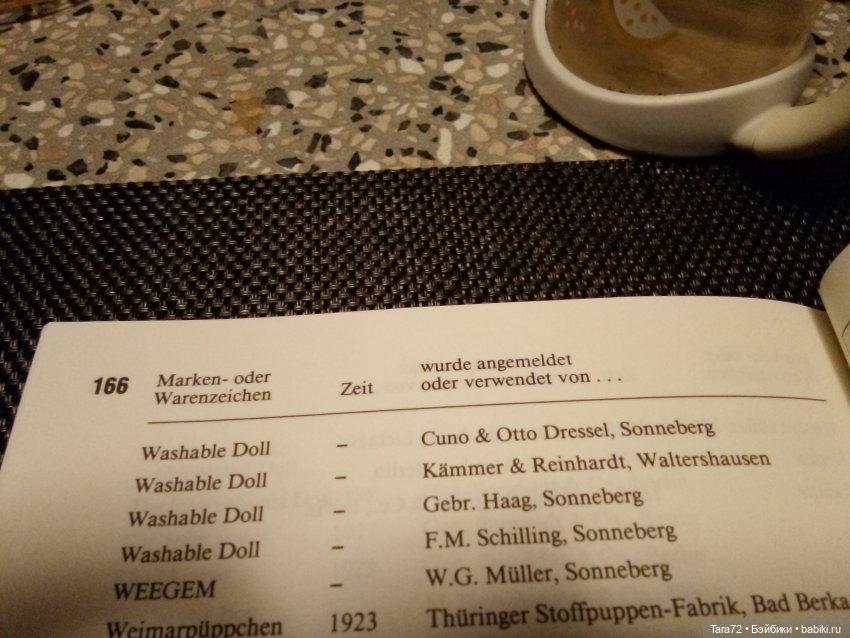 166 Marken- oder Warenzeichen Zeit wurde angemeldet oder verwendet von . . .
Washable Doll – Cuno & Otto Dressel, Sonneberg
Washable Doll – Kämmer & Reinhardt, Waltershausen
Washable Doll – Gebr. Haag, Sonneberg
Washable Doll – F.M. Schilling, Sonneberg
WEEGEM – W.G. Müller, Sonneberg
Weimarpüppchen 1923 Thüringer Stoffpuppen-Fabrik, Bad Berka
Tara72 • Бэйбики • babiki.ru